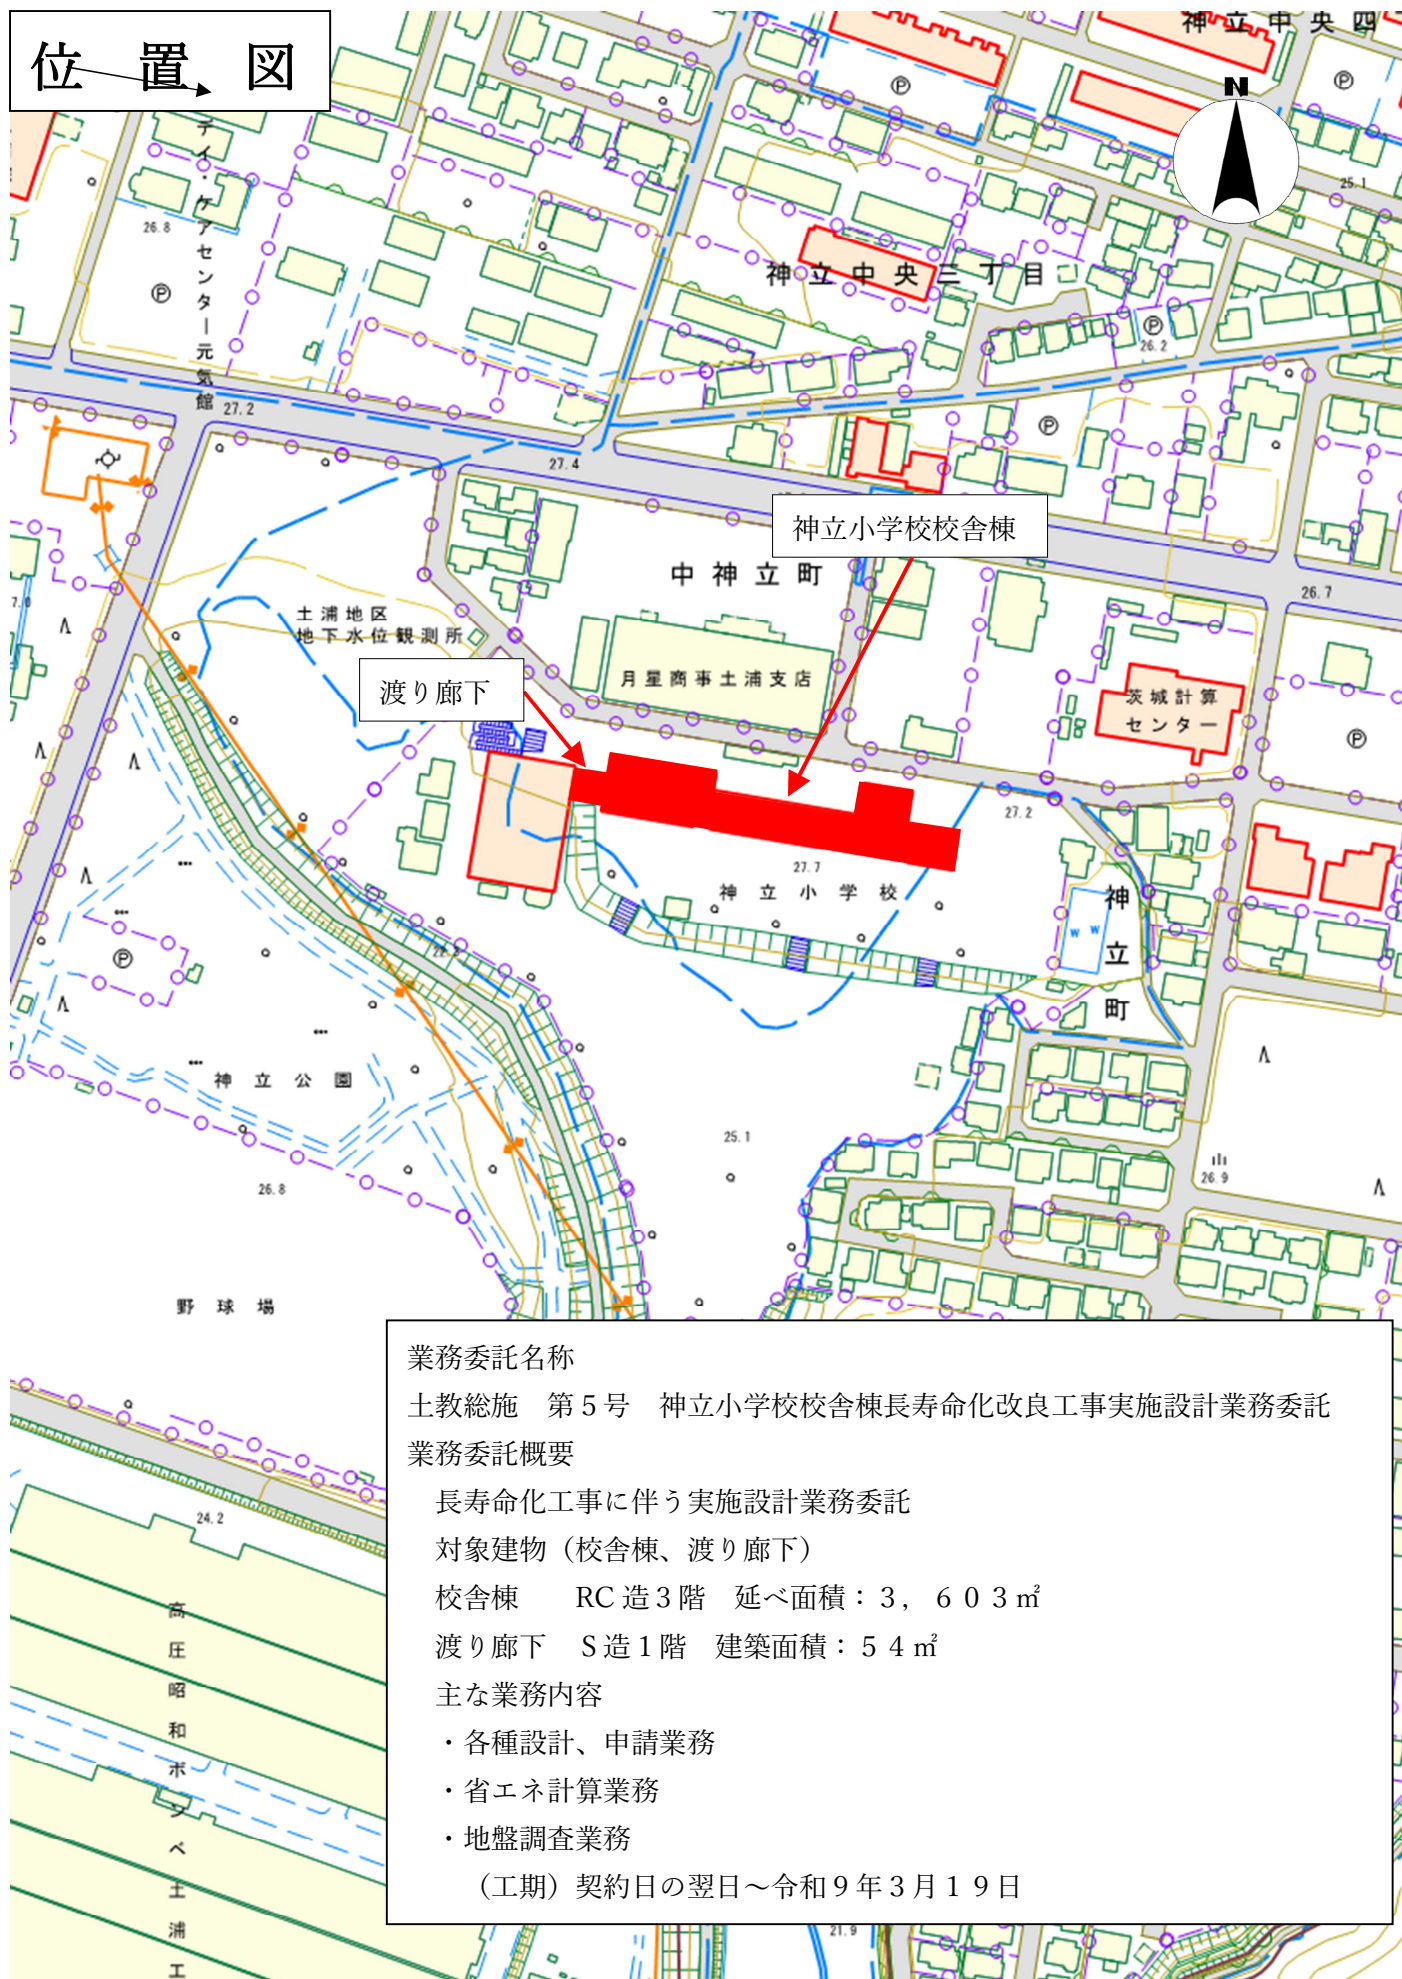 位 置 図
神立中央四
N
25.1
デイ・ケアセンター元気館
26.8
Ⓟ
Ⓟ
Ⓟ
神立中央三丁目
Ⓟ
26.2
27.2
Ⓟ
27.4
神立小学校校舎棟
中神立町
26.7
7.0
土浦地区
地下水位観測所
渡り廊下
月星商事土浦支店
茨城計算
センター
Ⓟ
27.2
27.7
神立小学校
神立町
W W
Ⓟ
22.3
神立公園
25.1
26.9
26.8
野球場
業務委託名称
土教総施 第５号 神立小学校校舎棟長寿命化改良工事実施設計業務委託
業務委託概要
長寿命化工事に伴う実施設計業務委託
対象建物（校舎棟、渡り廊下）
校舎棟 RC造３階 延べ面積：３，６０３㎡
渡り廊下 S造１階 建築面積：５４㎡
主な業務内容
・各種設計、申請業務
・省エネ計算業務
・地盤調査業務
（工期）契約日の翌日～令和９年３月１９日
24.2
高圧昭和ボンベ土浦工
21.9